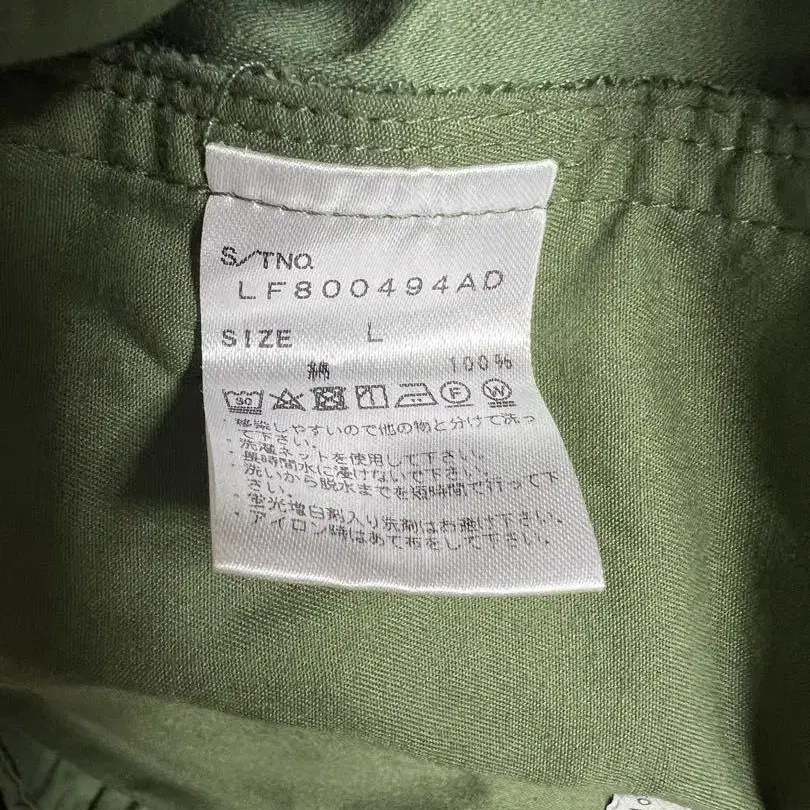 S/TNO.
LF800494AD
SIZE L
綿 100%
30 F W
・移染しやすいので他の物と分けて洗っ
て下さい。
・洗濯ネットを使用して下さい。
・長時間水に浸けないで下さい。
・洗いから脱水までを短時間で行って下
さい。
・蛍光増白剤入り洗剤はお避け下さい。
・アイロン時はあて布をして下さい。